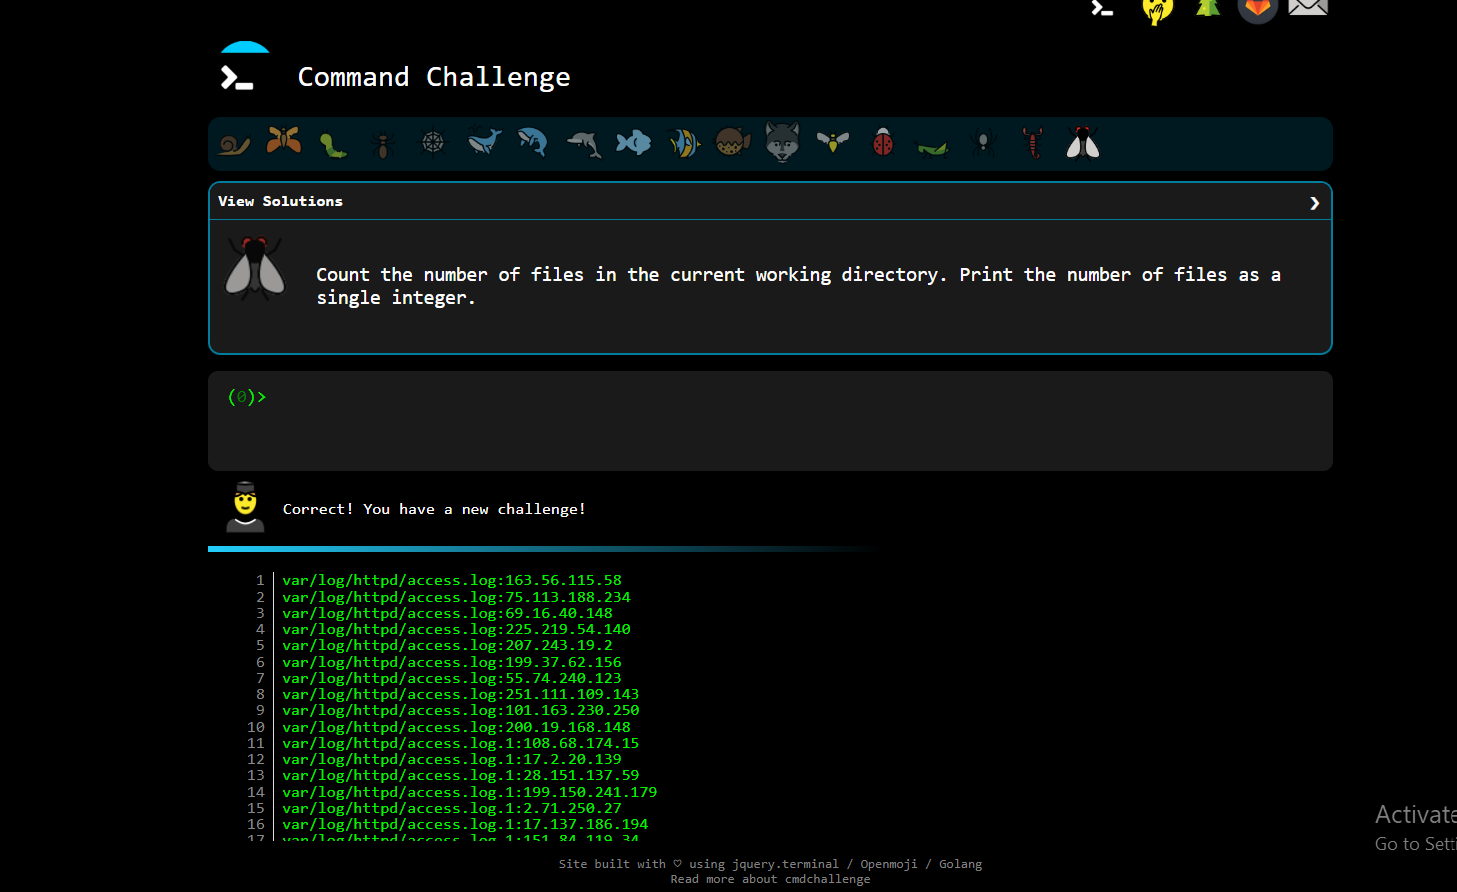 Command Challenge
View Solutions
Count the number of files in the current working directory. Print the number of files as a
single integer.
(0)>
Correct! You have a new challenge!
1 var/log/httpd/access.log:163.56.115.58
2 var/log/httpd/access.log:75.113.188.234
3 var/log/httpd/access.log:69.16.40.148
4 var/log/httpd/access.log:225.219.54.140
5 var/log/httpd/access.log:207.243.19.2
6 var/log/httpd/access.log:199.37.62.156
7 var/log/httpd/access.log:55.74.240.123
8 var/log/httpd/access.log:251.111.109.143
9 var/log/httpd/access.log:101.163.230.250
10 var/log/httpd/access.log:200.19.168.148
11 var/log/httpd/access.log.1:108.68.174.15
12 var/log/httpd/access.log.1:17.2.20.139
13 var/log/httpd/access.log.1:28.151.137.59
14 var/log/httpd/access.log.1:199.150.241.179
15 var/log/httpd/access.log.1:2.71.250.27
16 var/log/httpd/access.log.1:17.137.186.194
17 var/log/httpd/access.log.1:151.84.119.34
Activate
Go to Setti
Site built with ♡ using jquery.terminal / Openmoji / Golang
Read more about cmdchallenge